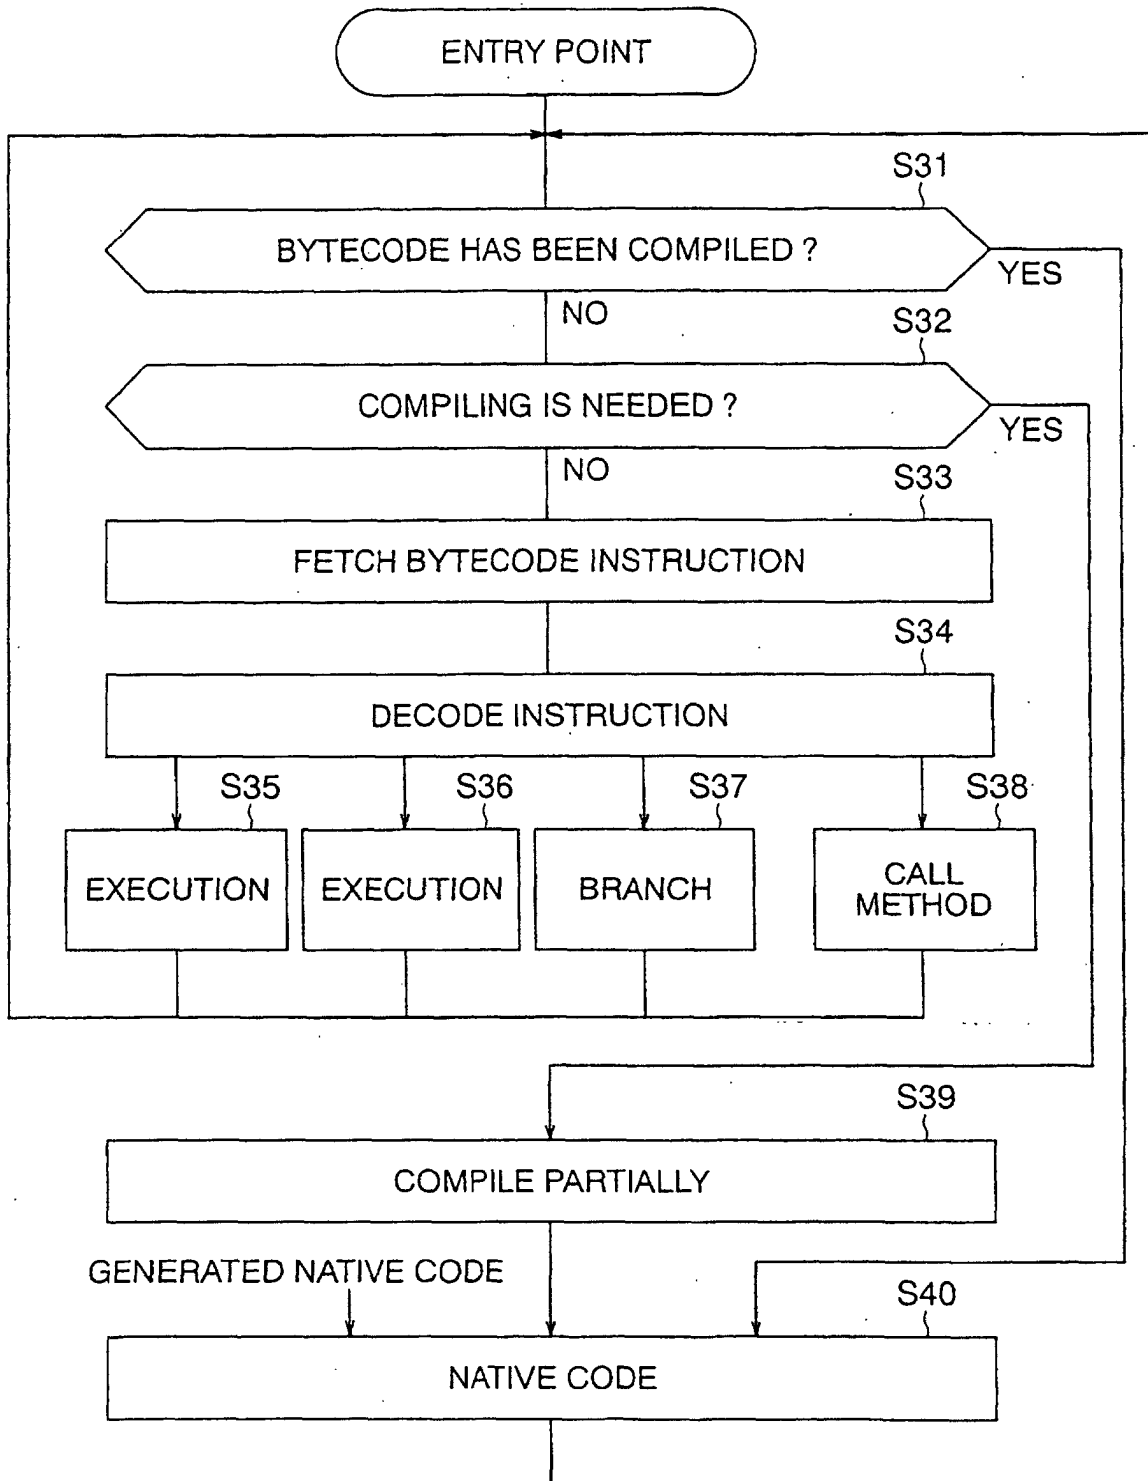 ENTRY POINT
S31
BYTECODE HAS BEEN COMPILED ?
YES
NO
S32
COMPILING IS NEEDED ?
YES
NO
S33
FETCH BYTECODE INSTRUCTION
S34
DECODE INSTRUCTION
S35
S36
S37
S38
EXECUTION
EXECUTION
BRANCH
CALL
METHOD
S39
COMPILE PARTIALLY
GENERATED NATIVE CODE
S40
NATIVE CODE